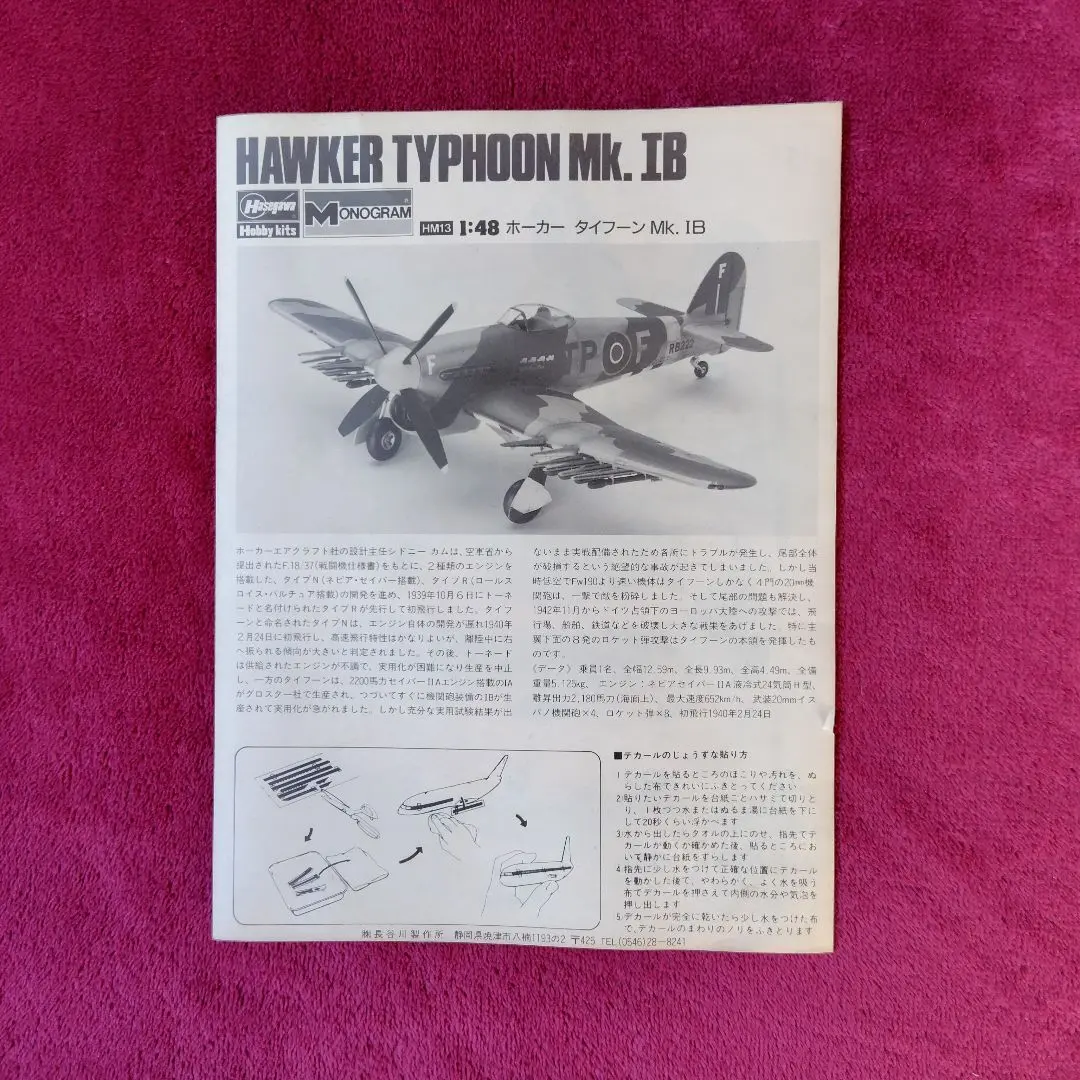 HAWKER TYPHOON Mk. IB
Hasegawa
Hobby kits
MONOGRAM
HM13 1:48 ホーカー タイフーン Mk. IB
F
F
TP F
RB222
ホーカーエアクラフト社の設計主任シドニー カムは、空軍省から
提出されたF.18/37(戦闘機仕様書)をもとに、2種類のエンジンを
搭載した、タイプN(ネピア・セイバー搭載)、タイプR(ロールス
ロイス・バルチュア搭載)の開発を進め、1939年10月6日にトーネ
ードと名付けられたタイプRが先行して初飛行しました。タイフ
ーンと命名されたタイプNは、エンジン自体の開発が遅れ1940年
2月24日に初飛行し、高速飛行特性はかなりよいが、離陸中に右
へ振られる傾向が大きいと判定されました。その後、トーネード
は供給されたエンジンが不調で、実用化が困難になり生産を中止
し、一方のタイフーンは、2200馬力セイバーIIAエンジン搭載のIA
がグロスター社で生産され、つづいてすぐに機関砲装備のIBが生
産されて実用化が急がれました。しかし充分な実用試験結果が出
ないまま実戦配備されたため各所にトラブルが発生し、尾部全体
が破損するという絶望的な事故が起きてしまいました。しかし当
時低空でFw190より速い機体はタイフーンしかなく4門の20mm機
関砲は、一撃で敵を粉砕しました。そして尾部の問題も解決し、
1942年11月からドイツ占領下のヨーロッパ大陸への攻撃では、飛
行場、船舶、鉄道などを破壊し大きな戦果をあげました。特に主
翼下面の8発のロケット弾攻撃はタイフーンの本領を発揮したも
のです。
〈データ〉乗員1名、全幅12.59m、全長9.93m、全高4.49m、全備
重量5.125kg、エンジン:ネピアセイバーIIA液冷式24気筒H型、
離昇出力2,180馬力(海面上)、最大速度652km/h、武装20mmイス
パノ機関砲×4、ロケット弾×8、初飛行1940年2月24日
■デカールのじょうずな貼り方
1 デカールを貼るところのほこりや汚れを、ぬ
らした布できれいにふきとってください
2.貼りたいデカールを台紙ごとハサミで切りと
り、1枚づつ水またはぬるま湯に台紙を下に
して20秒くらい浮かべます
3.水から出したらタオルの上にのせ、指先でデ
カールが動くか確かめた後、貼るところにお
いて静かに台紙をずらします
4.指先に少し水をつけて正確な位置にデカール
を動かした後で、やわらかく、よく水を吸う
布でデカールを押さえて内側の水分や気泡を
押し出します
5.デカールが完全に乾いたら少し水をつけた布
で、デカールのまわりのノリをふきとります
㈱長谷川製作所 静岡県焼津市八楠1193の2 〒425 TEL(0546)28-8241